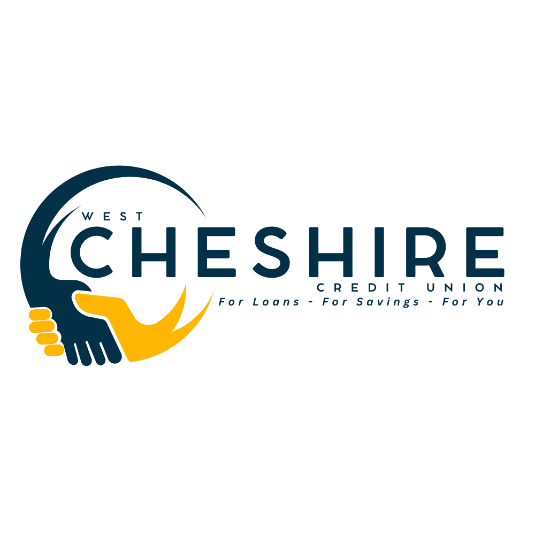 WEST
CHESHIRE
CREDIT UNION
For Loans - For Savings - For You